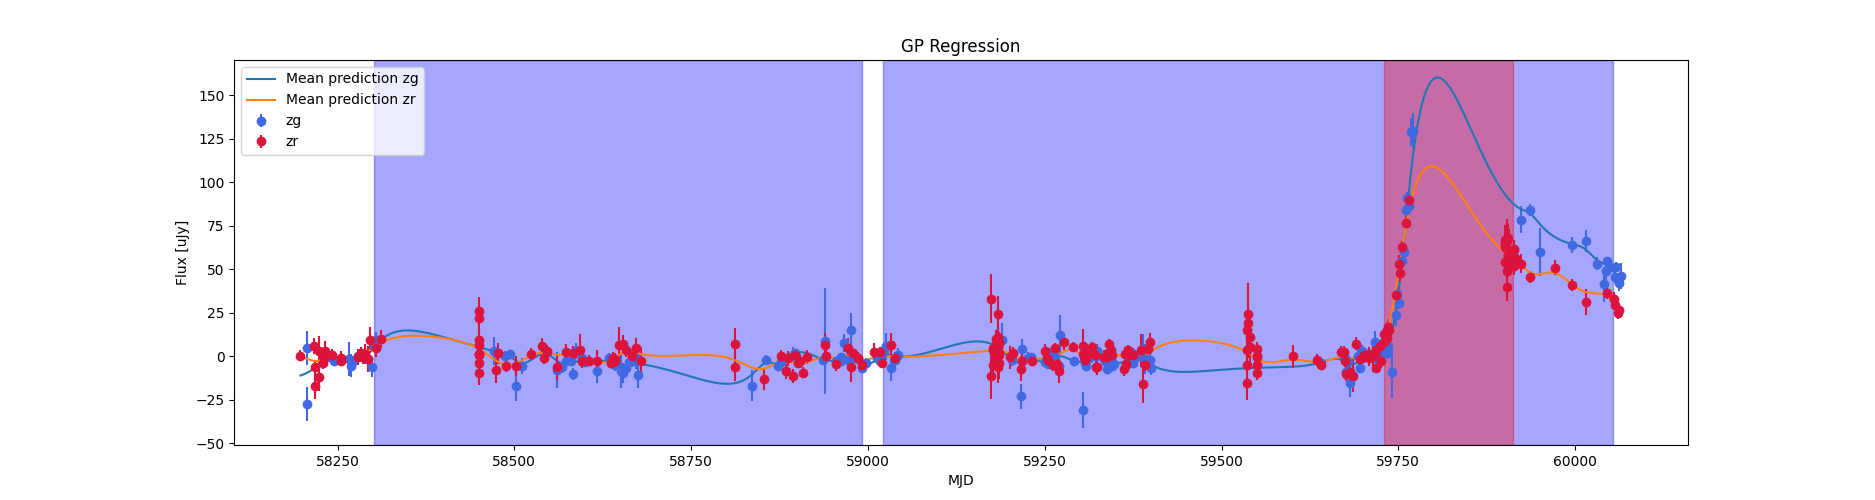 GP Regression
Mean prediction zg
Mean prediction zr
zg
zr
Flux [uJy]
150
125
100
75
50
25
0
−25
−50
58250 58500 58750 59000 59250 59500 59750 60000
MJD